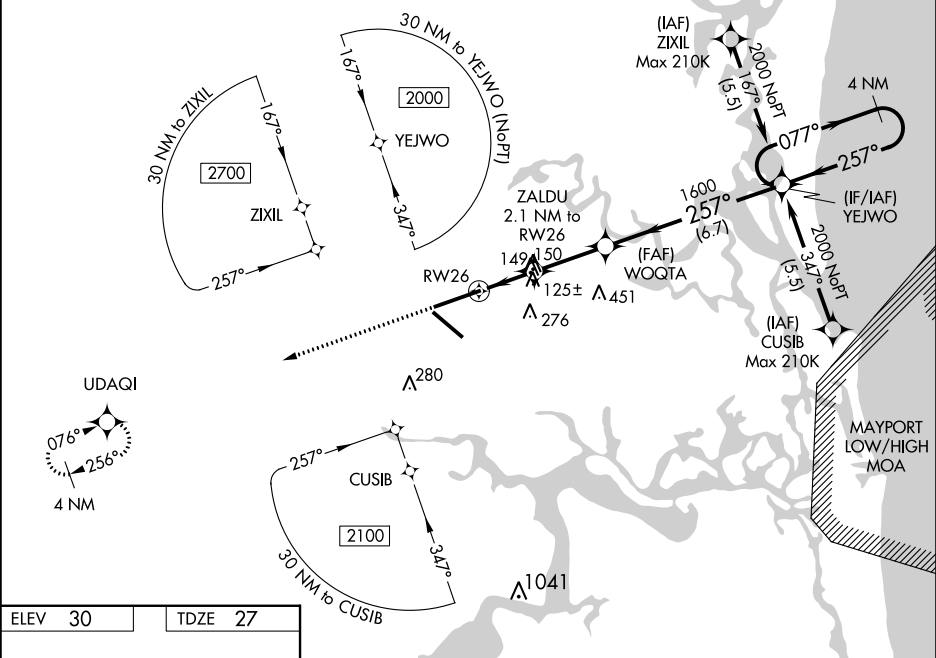 30 NM to ZIXIL
167°
2700
ZIXIL
257°
30 NM to YEJWO (NoPT)
167°
2000
YEJWO
347°
(IAF)
ZIXIL
Max 210K
2000 NoPT
167°
(5.5)
4 NM
077°
257°
(IF/IAF)
YEJWO
1600
257°
(6.7)
ZALDU
2.1 NM to
RW26
149
150
125±
(FAF)
WOQTA
451
276
RW26
2000 NoPT
347°
(5.5)
(IAF)
CUSIB
Max 210K
280
UDAQI
076°
256°
4 NM
257°
CUSIB
2100
347°
30 NM to CUSIB
MAYPORT
LOW/HIGH
MOA
1041
ELEV 30
TDZE 27